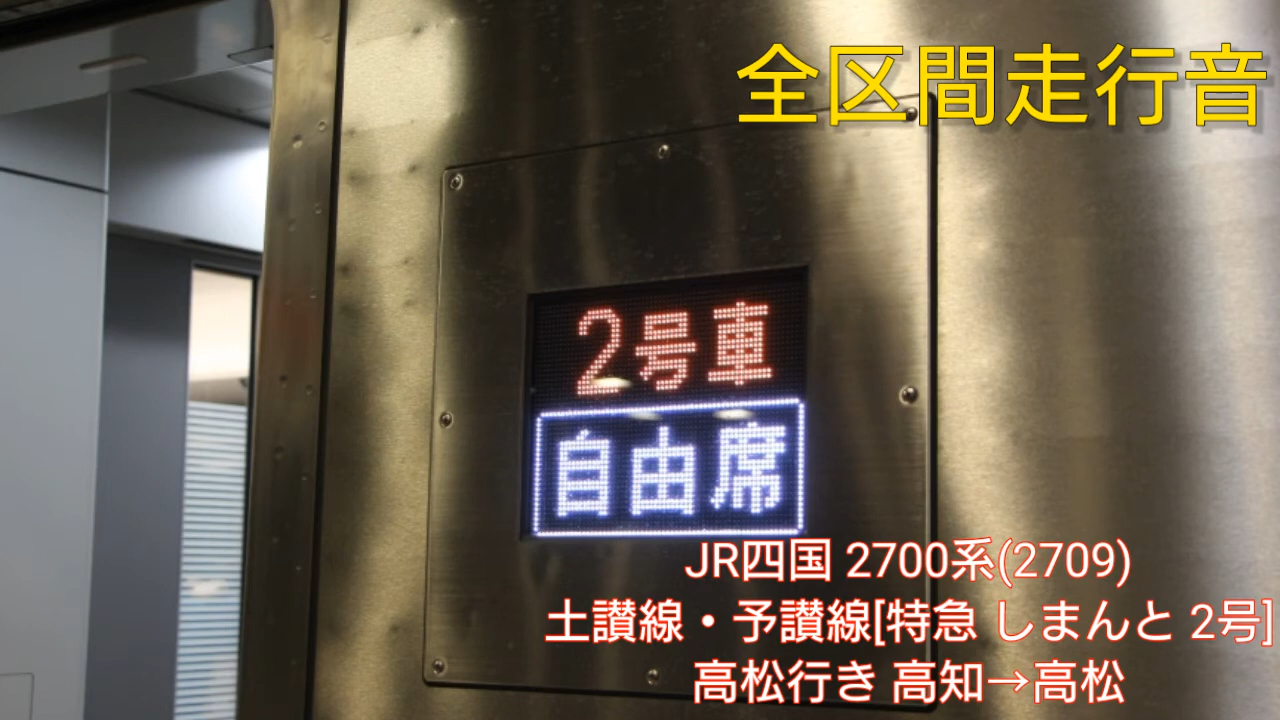 全区間走行音
2号車
自由席
JR四国 2700系(2709)
土讃線・予讃線[特急 しまんと 2号]
高松行き 高知→高松